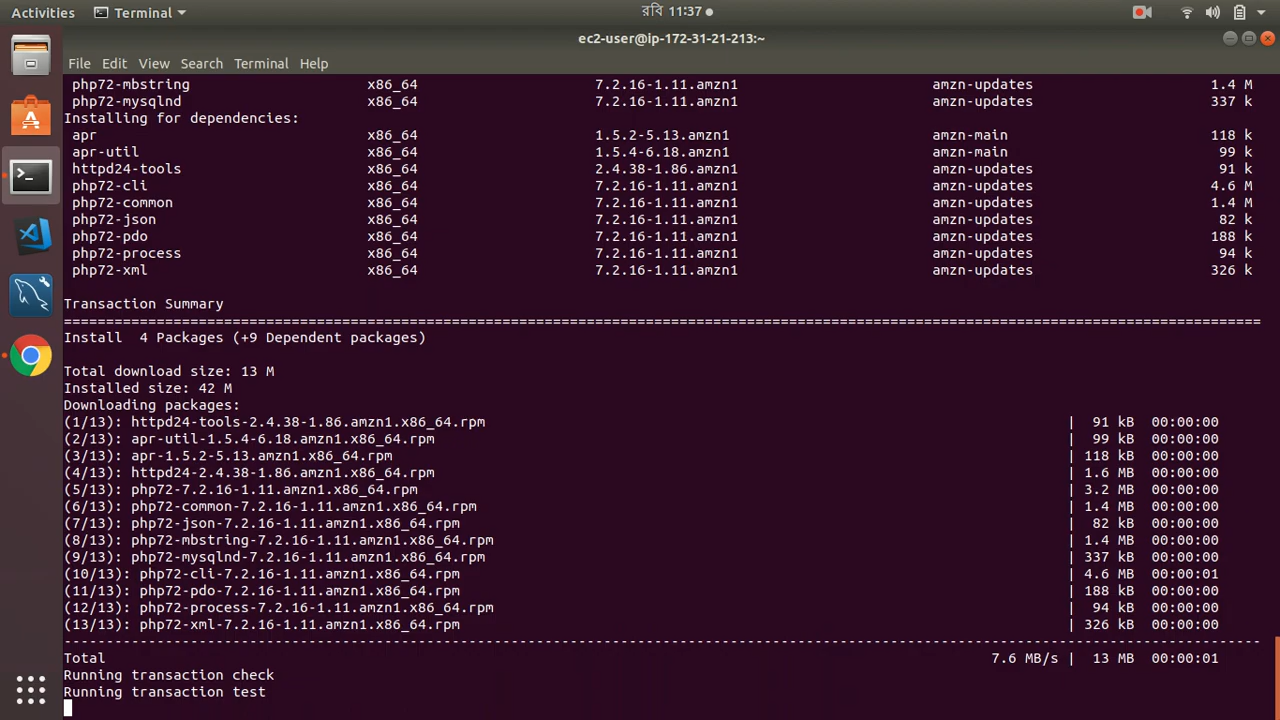 Activities Terminal রবি 11:37
ec2-user@ip-172-31-21-213:~
File Edit View Search Terminal Help
php72-mbstring x86_64 7.2.16-1.11.amzn1 amzn-updates 1.4 M
php72-mysqlnd x86_64 7.2.16-1.11.amzn1 amzn-updates 337 k
Installing for dependencies:
apr x86_64 1.5.2-5.13.amzn1 amzn-main 118 k
apr-util x86_64 1.5.4-6.18.amzn1 amzn-main 99 k
httpd24-tools x86_64 2.4.38-1.86.amzn1 amzn-updates 91 k
php72-cli x86_64 7.2.16-1.11.amzn1 amzn-updates 4.6 M
php72-common x86_64 7.2.16-1.11.amzn1 amzn-updates 1.4 M
php72-json x86_64 7.2.16-1.11.amzn1 amzn-updates 82 k
php72-pdo x86_64 7.2.16-1.11.amzn1 amzn-updates 188 k
php72-process x86_64 7.2.16-1.11.amzn1 amzn-updates 94 k
php72-xml x86_64 7.2.16-1.11.amzn1 amzn-updates 326 k
Transaction Summary
================================================================================
Install 4 Packages (+9 Dependent packages)
Total download size: 13 M
Installed size: 42 M
Downloading packages:
(1/13): httpd24-tools-2.4.38-1.86.amzn1.x86_64.rpm | 91 kB 00:00:00
(2/13): apr-util-1.5.4-6.18.amzn1.x86_64.rpm | 99 kB 00:00:00
(3/13): apr-1.5.2-5.13.amzn1.x86_64.rpm | 118 kB 00:00:00
(4/13): httpd24-2.4.38-1.86.amzn1.x86_64.rpm | 1.6 MB 00:00:00
(5/13): php72-7.2.16-1.11.amzn1.x86_64.rpm | 3.2 MB 00:00:00
(6/13): php72-common-7.2.16-1.11.amzn1.x86_64.rpm | 1.4 MB 00:00:00
(7/13): php72-json-7.2.16-1.11.amzn1.x86_64.rpm | 82 kB 00:00:00
(8/13): php72-mbstring-7.2.16-1.11.amzn1.x86_64.rpm | 1.4 MB 00:00:00
(9/13): php72-mysqlnd-7.2.16-1.11.amzn1.x86_64.rpm | 337 kB 00:00:00
(10/13): php72-cli-7.2.16-1.11.amzn1.x86_64.rpm | 4.6 MB 00:00:01
(11/13): php72-pdo-7.2.16-1.11.amzn1.x86_64.rpm | 188 kB 00:00:00
(12/13): php72-process-7.2.16-1.11.amzn1.x86_64.rpm | 94 kB 00:00:00
(13/13): php72-xml-7.2.16-1.11.amzn1.x86_64.rpm | 326 kB 00:00:00
--------------------------------------------------------------------------------
Total 7.6 MB/s | 13 MB 00:00:01
Running transaction check
Running transaction test